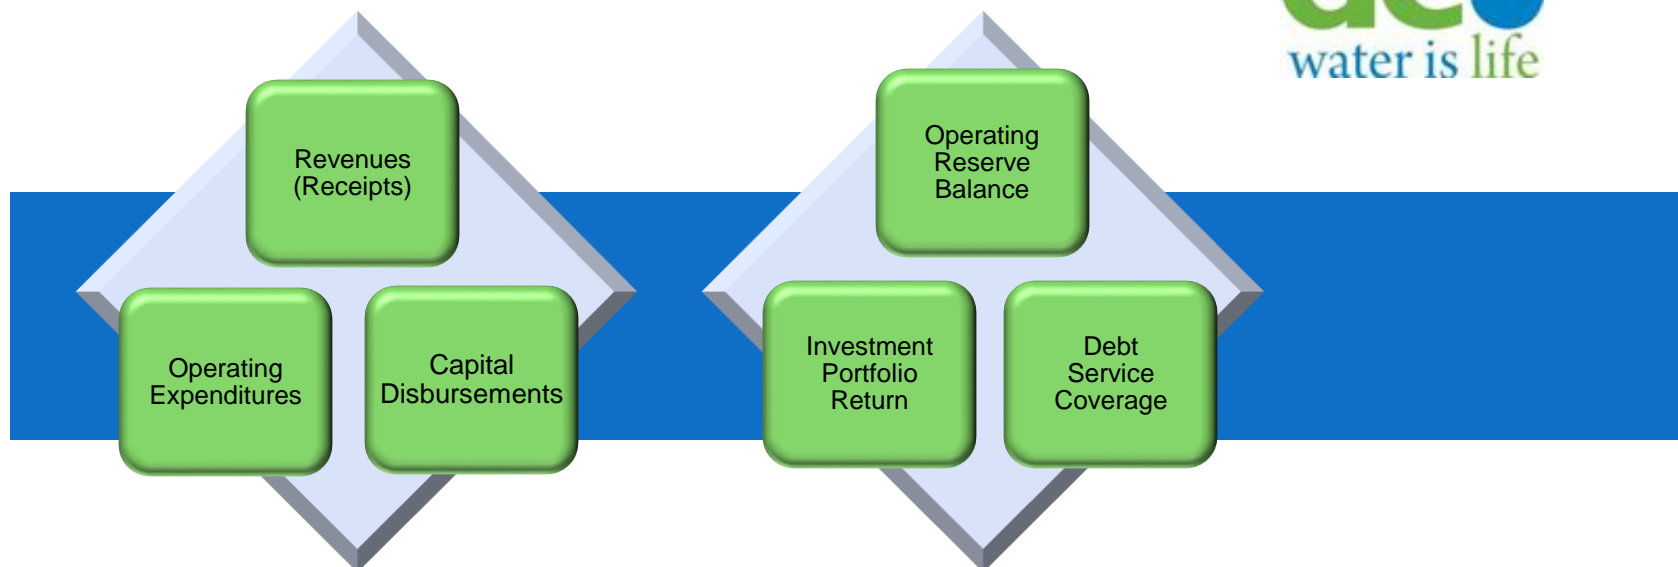 water is life
Revenues
(Receipts)
Operating
Expenditures
Capital
Disbursements
Operating
Reserve
Balance
Investment
Portfolio
Return
Debt
Service
Coverage